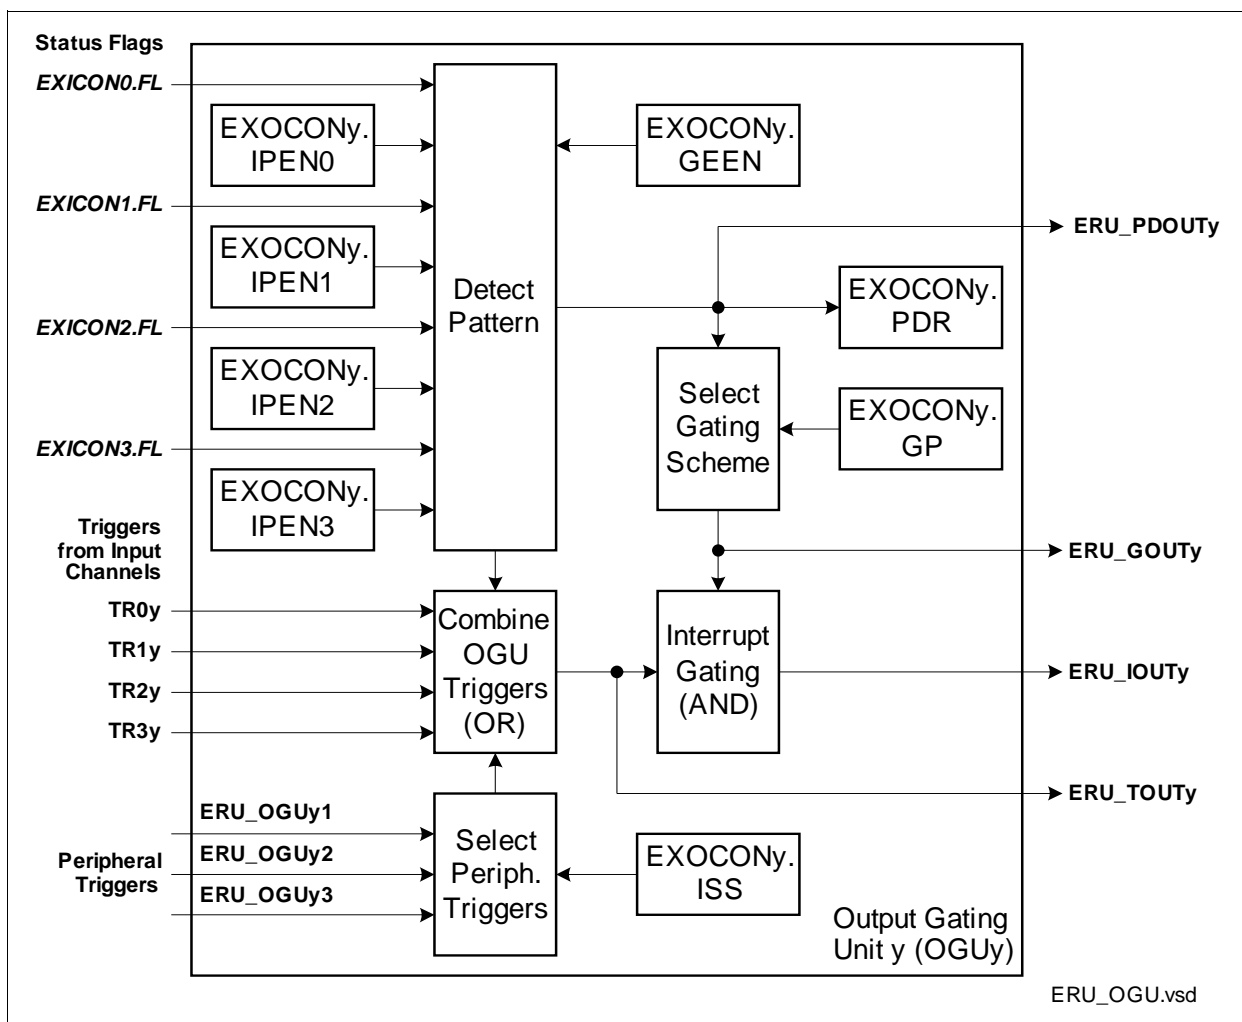 Status Flags
EXICON0.FL
EXOCONy.
IPEN0
EXOCONy.
GEEN
EXICON1.FL
ERU_PDOUTy
EXOCONy.
IPEN1
Detect
Pattern
EXOCONy.
PDR
EXICON2.FL
EXOCONy.
IPEN2
Select
Gating
Scheme
EXOCONy.
GP
EXICON3.FL
EXOCONy.
IPEN3
Triggers
from Input
Channels
ERU_GOUTy
TR0y
TR1y
TR2y
TR3y
Combine
OGU
Triggers
(OR)
Interrupt
Gating
(AND)
ERU_IOUTy
ERU_TOUTy
ERU_OGUy1
Peripheral
Triggers
ERU_OGUy2
ERU_OGUy3
Select
Periph.
Triggers
EXOCONy.
ISS
Output Gating
Unit y (OGUy)
ERU_OGU.vsd